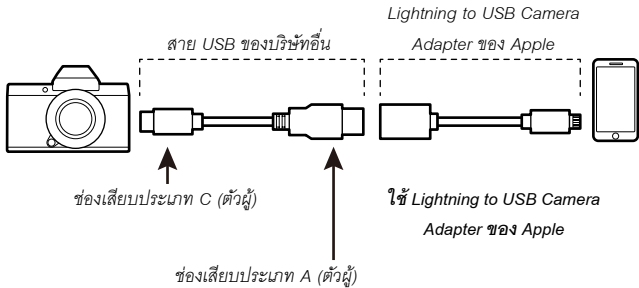 Lightning to USB Camera
สาย USB ของบริษัทอื่น
Adapter ของ Apple
ช่องเสียบประเภท C (ตัวผู้)
ใช้ Lightning to USB Camera
Adapter ของ Apple
ช่องเสียบประเภท A (ตัวผู้)